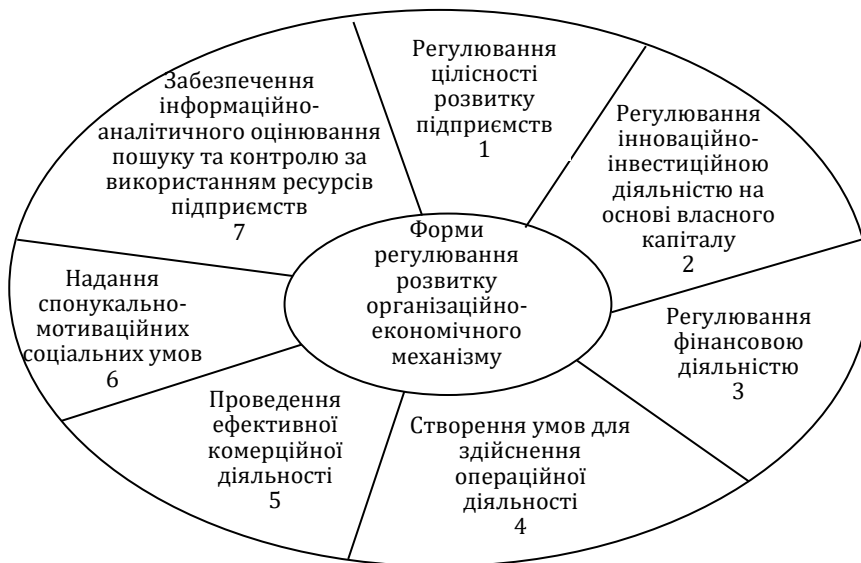 Регулювання
цілісності
розвитку
підприємств
1
Регулювання
інноваційно-
інвестиційною
діяльністю на
основі власного
капіталу
2
Регулювання
фінансовою
діяльністю
3
Створення умов для
здійснення
операційної
діяльності
4
Проведення
ефективної
комерційної
діяльності
5
Надання
спонукально-
мотиваційних
соціальних умов
6
Забезпечення
інформаційно-
аналітичного оцінювання
пошуку та контролю за
використанням ресурсів
підприємств
7
Форми
регулювання
розвитку
організаційно-
економічного
механізму